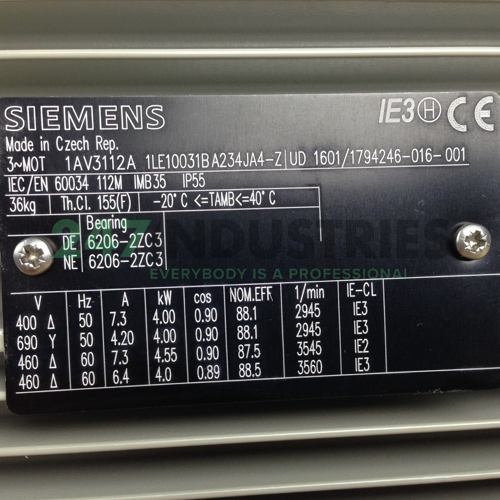 SIEMENS IE3 H CE
Made in Czech Rep.
3~MOT 1AV3112A 1LE10031BA234JA4-Z UD 1601/1794246-016-001
IEC/EN 60034 112M IMB35 IP55
36kg Th.Cl. 155(F) -20°C <=TAMB<=40°C
Bearing
DE 6206-2ZC3
NE 6206-2ZC3
INDUSTRIES
EVERYBODY IS A PROFESSIONAL
V Hz A kW cos NOM.EFF 1/min IE-CL
400 Δ 50 7.3 4.00 0.90 88.1 2945 IE3
690 Y 50 4.20 4.00 0.90 88.1 2945 IE3
460 Δ 60 7.3 4.55 0.90 87.5 3545 IE2
460 Δ 60 6.4 4.0 0.89 88.5 3560 IE3